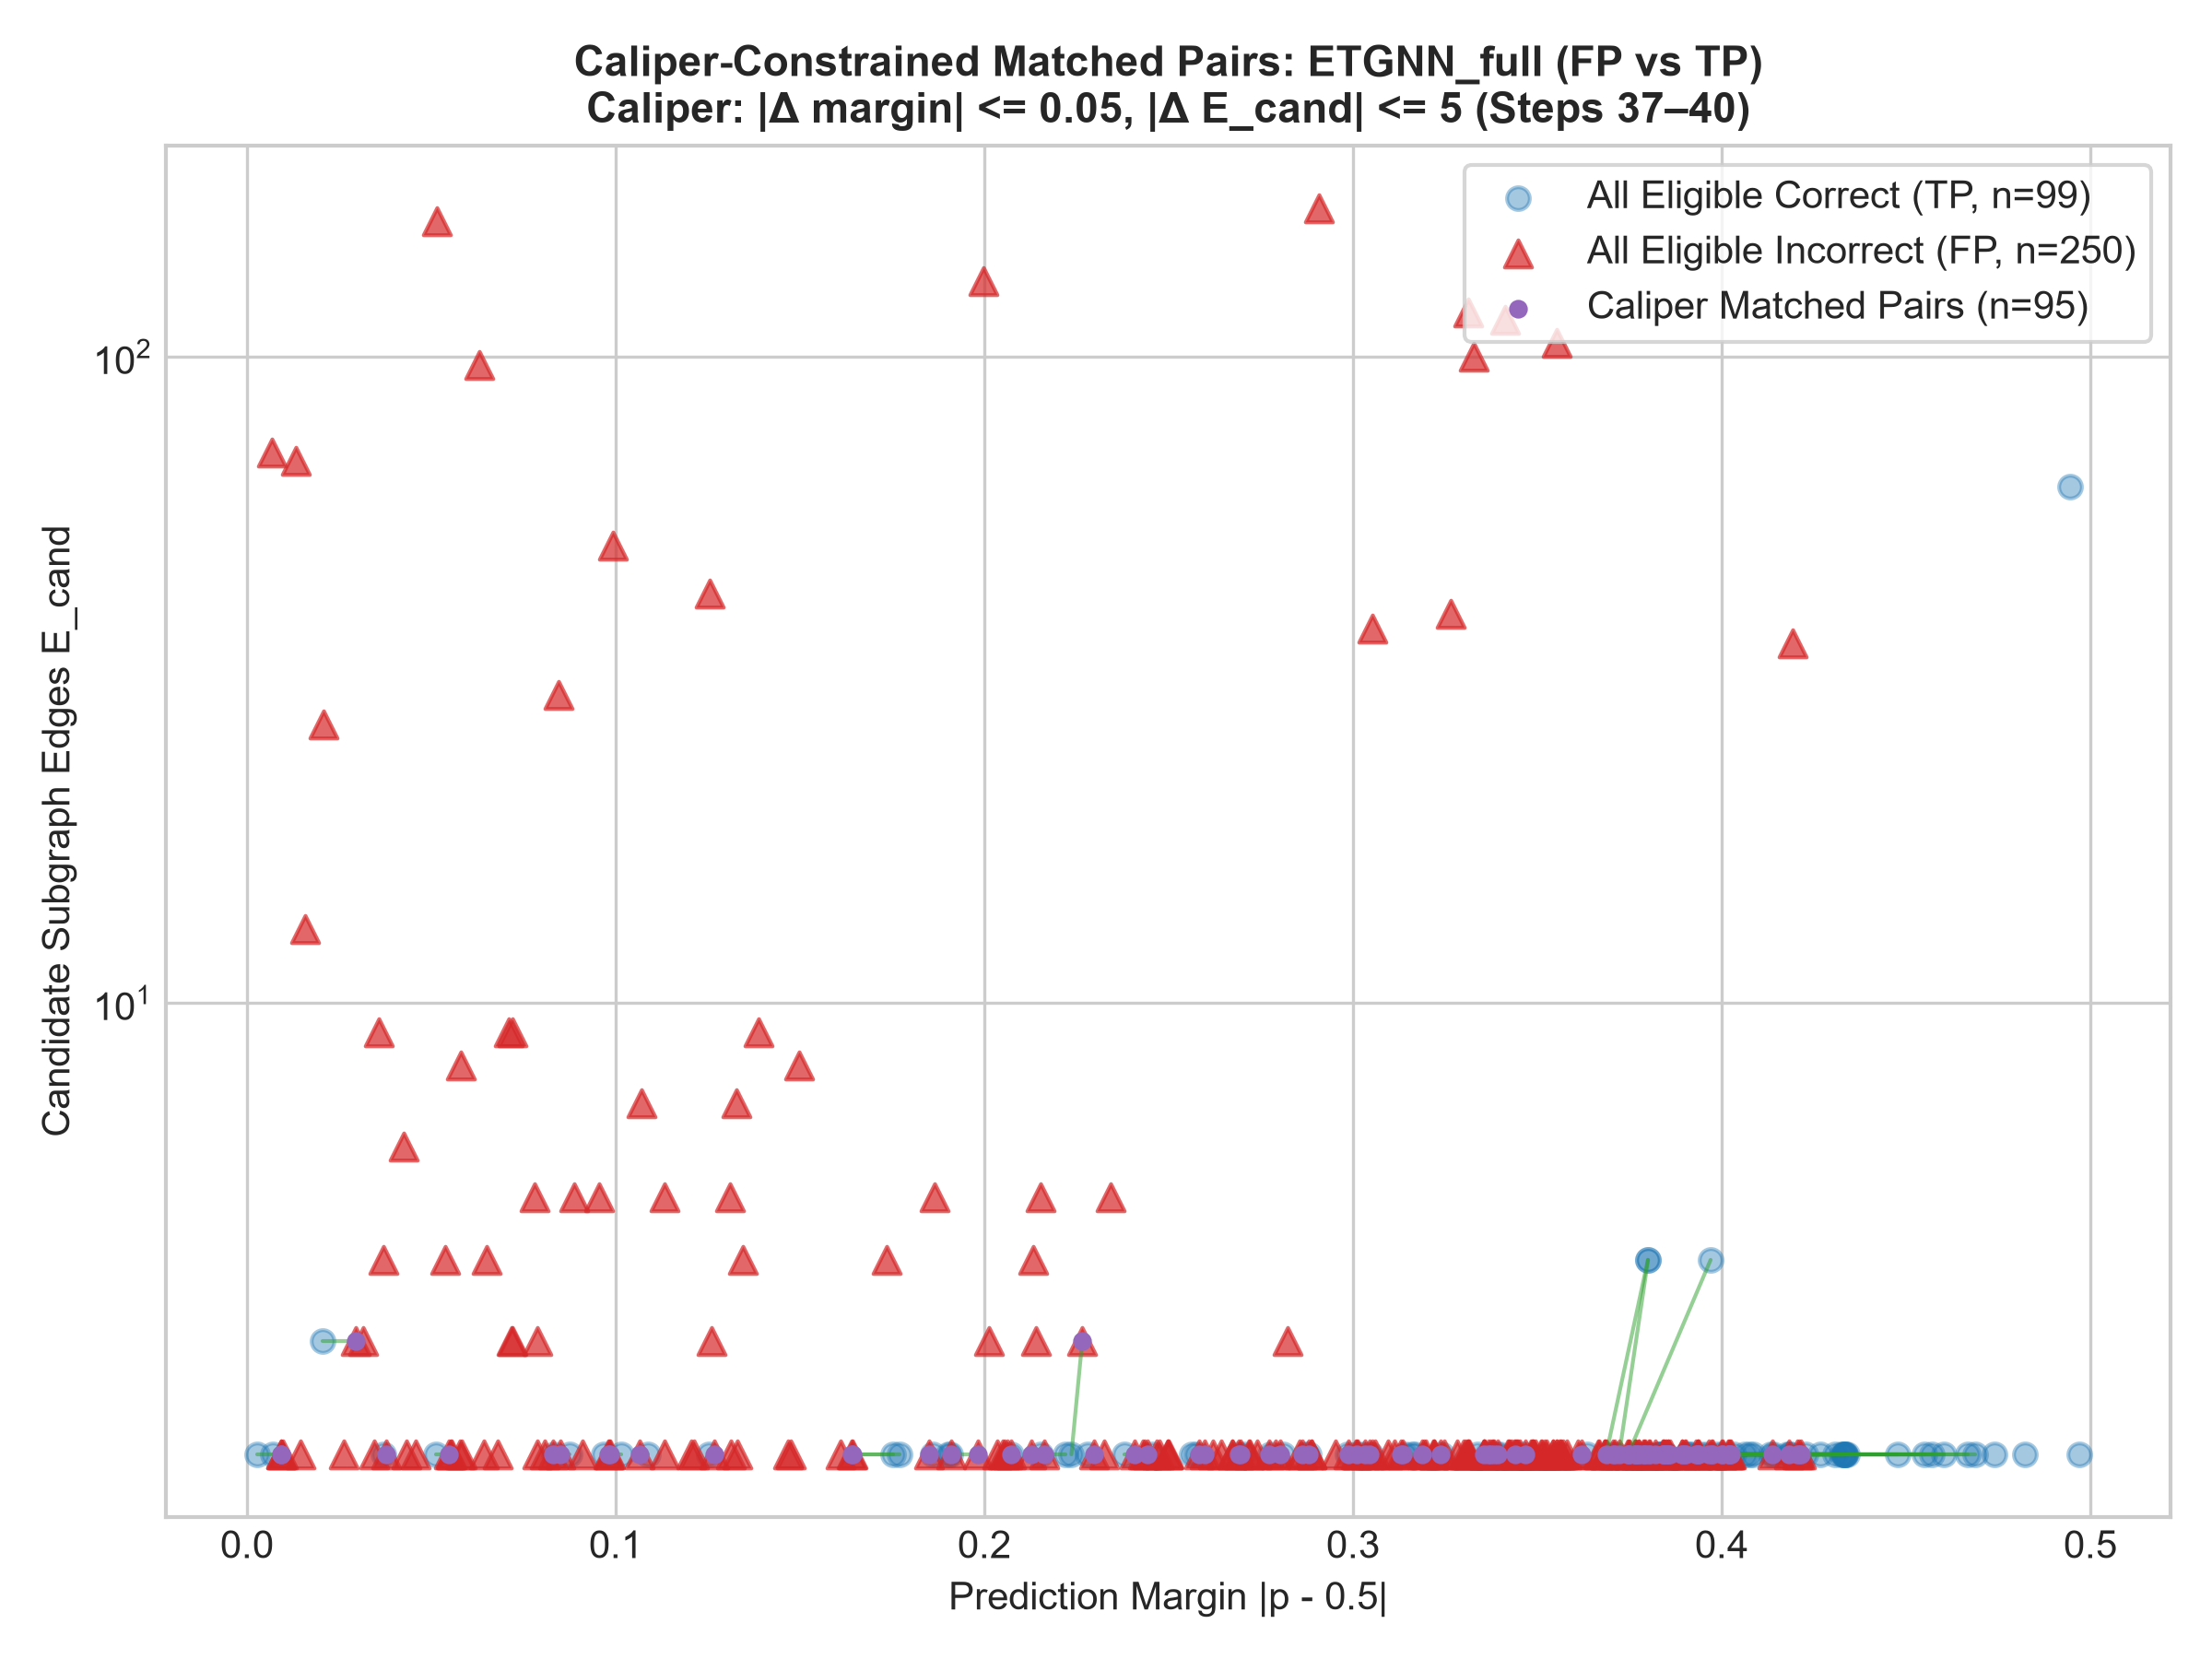 Caliper-Constrained Matched Pairs: ETGNN_full (FP vs TP)
Caliper: |Δ margin| <= 0.05, |Δ E_cand| <= 5 (Steps 37–40)
All Eligible Correct (TP, n=99)
All Eligible Incorrect (FP, n=250)
Caliper Matched Pairs (n=95)
Candidate Subgraph Edges E_cand
10²
10¹
0.0 0.1 0.2 0.3 0.4 0.5
Prediction Margin |p - 0.5|